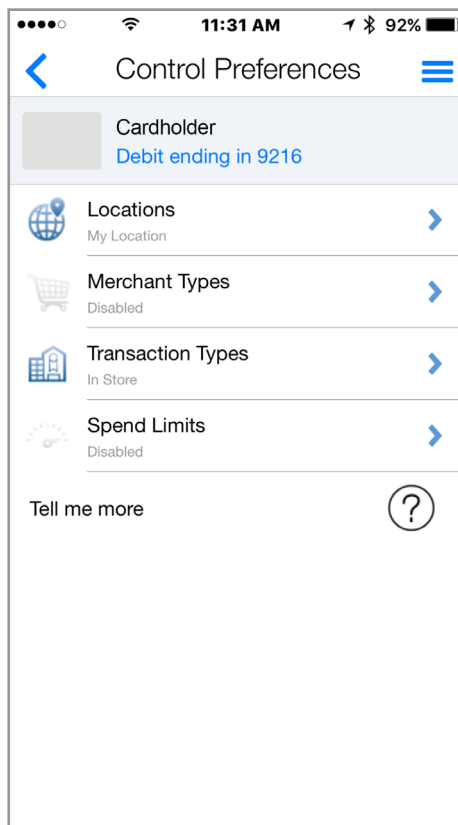 11:31 AM 92%
Control Preferences
Cardholder
Debit ending in 9216
Locations
My Location
Merchant Types
Disabled
Transaction Types
In Store
Spend Limits
Disabled
Tell me more ?